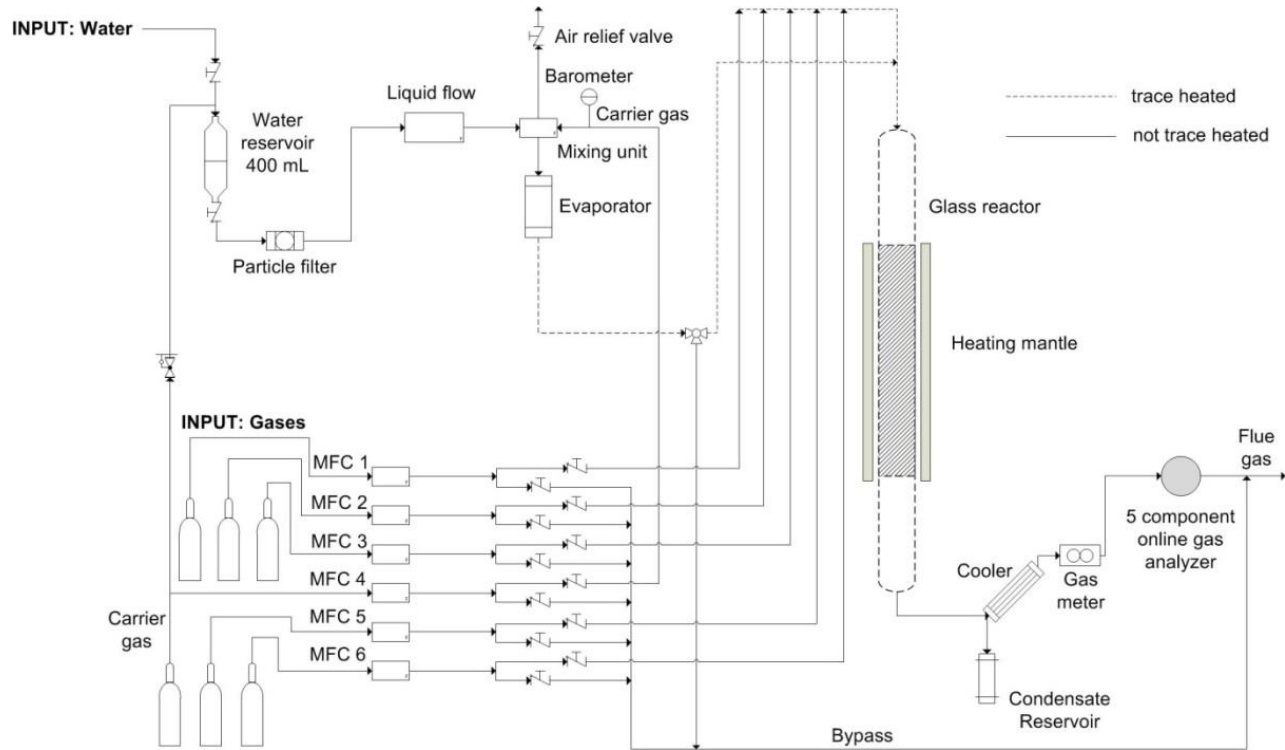 INPUT: Water
Air relief valve
Barometer
Liquid flow
Carrier gas
Water
reservoir
400 mL
Mixing unit
Evaporator
Particle filter
trace heated
not trace heated
Glass reactor
Heating mantle
INPUT: Gases
MFC 1
MFC 2
MFC 3
MFC 4
MFC 5
MFC 6
Carrier
gas
Flue
gas
5 component
online gas
analyzer
Cooler
Gas
meter
Condensate
Reservoir
Bypass